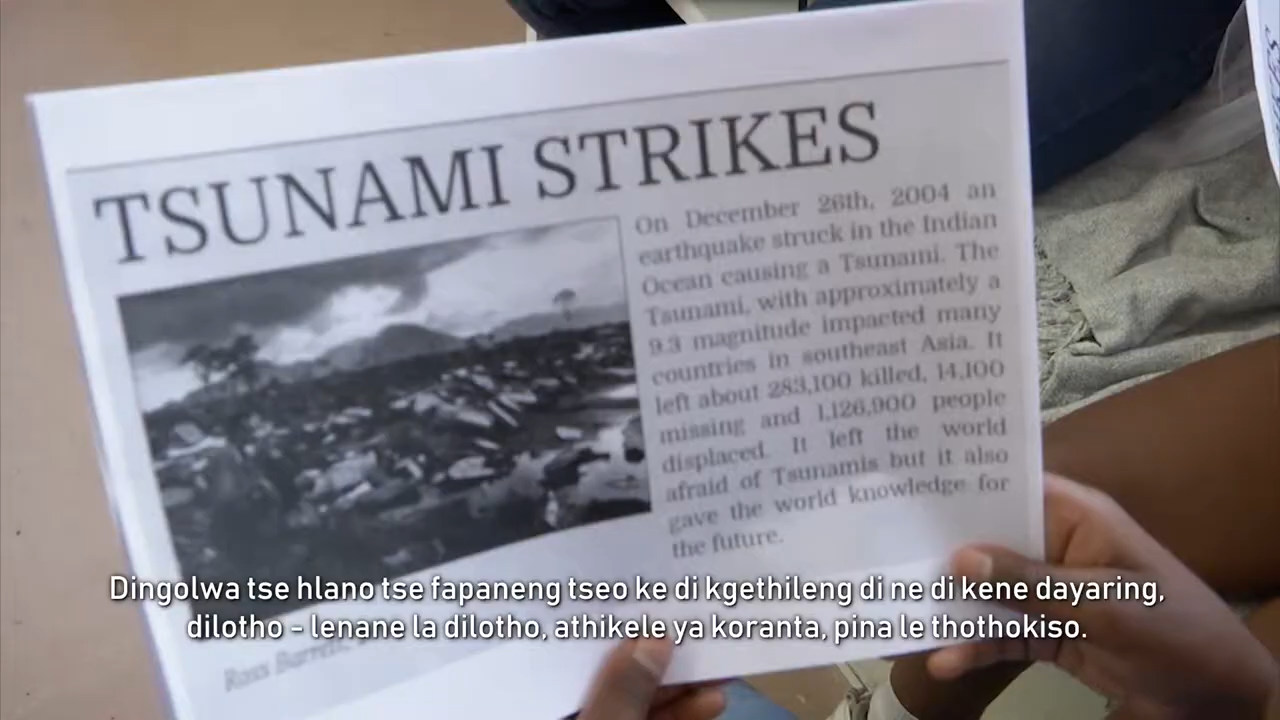 TSUNAMI STRIKES
On December 26th, 2004 an
earthquake struck in the Indian
Ocean causing a Tsunami. The
Tsunami, with approximately a
9.3 magnitude impacted many
countries in southeast Asia. It
left about 283,100 killed, 14,100
missing and 1,126,900 people
displaced. It left the world
afraid of Tsunamis but it also
gave the world knowledge for
the future.
Ross Barrett,
Dingolwa tse hlano tse fapaneng tseo ke di kgethileng di ne di kene dayaring,
dilotho - lenane la dilotho, athikele ya koranta, pina le thothokiso.